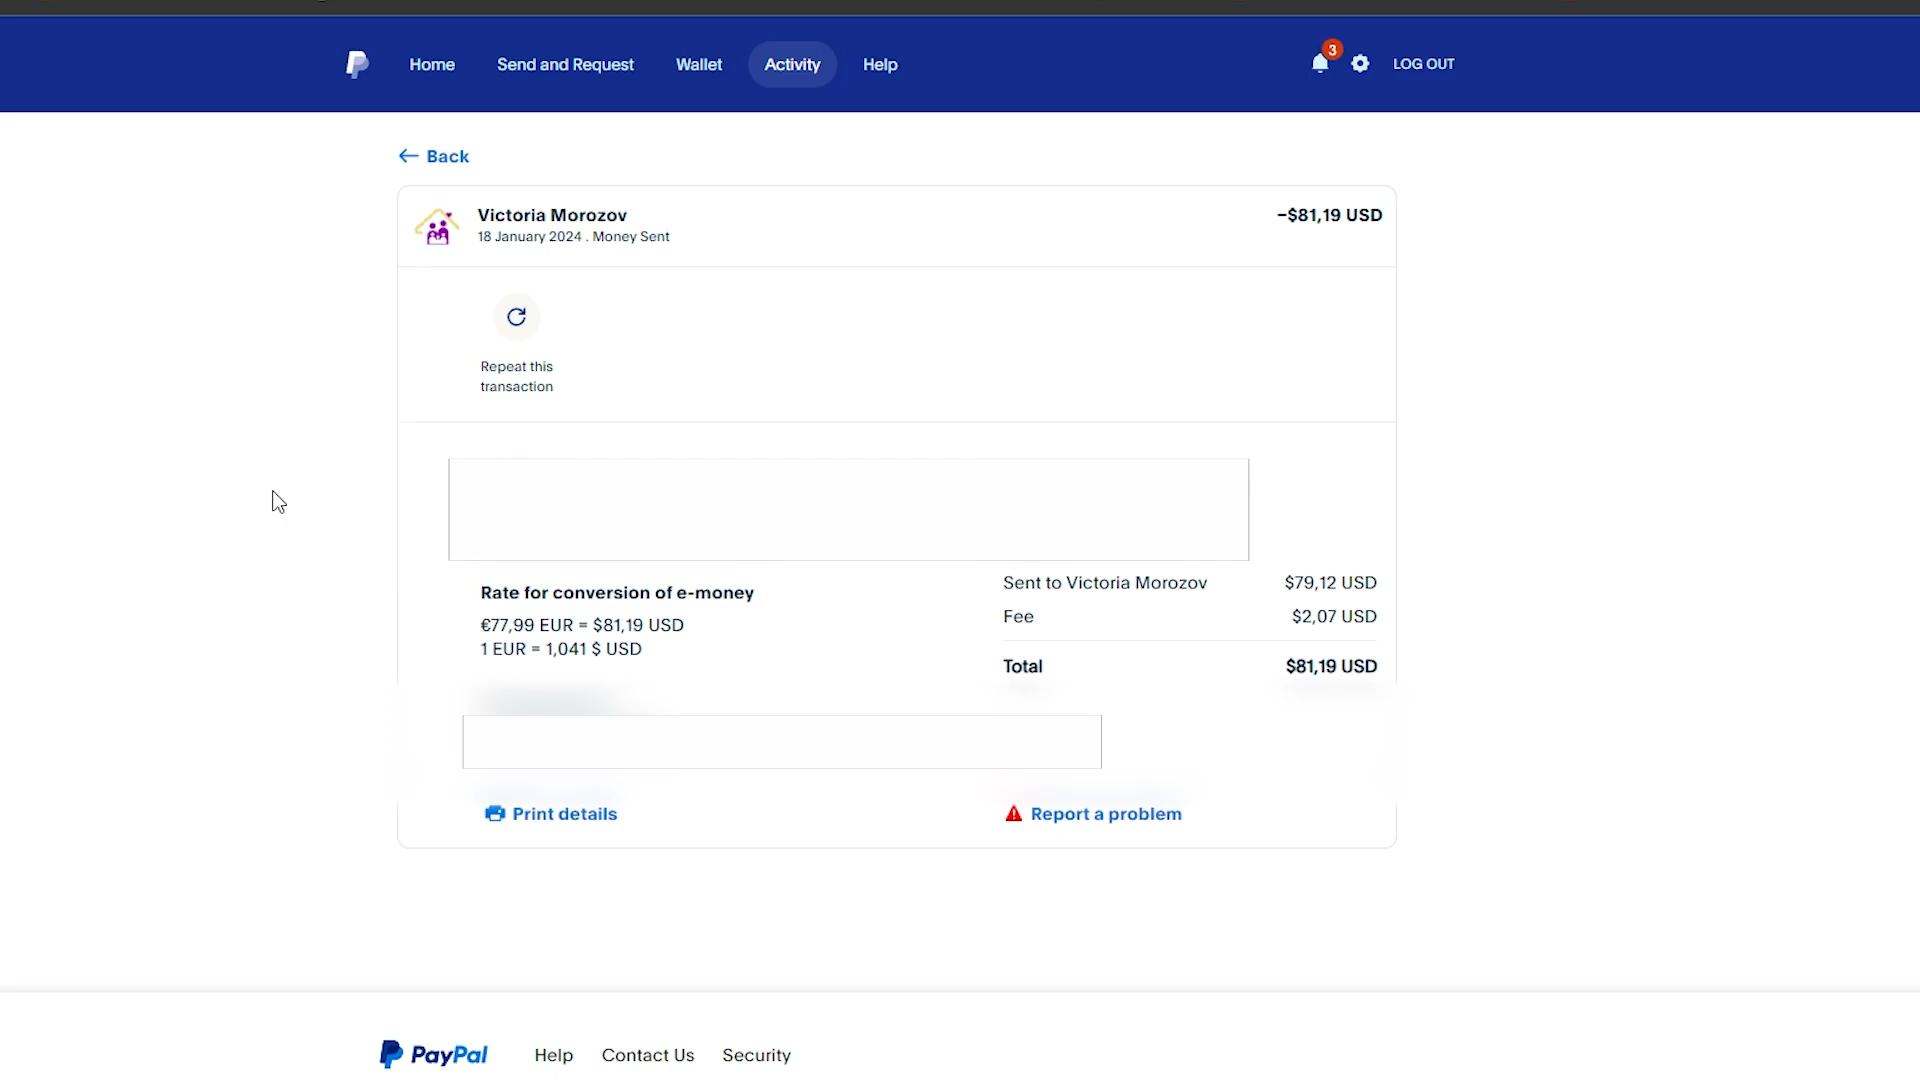 Home Send and Request Wallet Activity Help 3 LOG OUT
Back
Victoria Morozov −$81,19 USD
18 January 2024 . Money Sent
Repeat this
transaction
Sent to Victoria Morozov $79,12 USD
Rate for conversion of e-money
Fee $2,07 USD
€77,99 EUR = $81,19 USD
1 EUR = 1,041 $ USD
Total $81,19 USD
Print details Report a problem
PayPal Help Contact Us Security